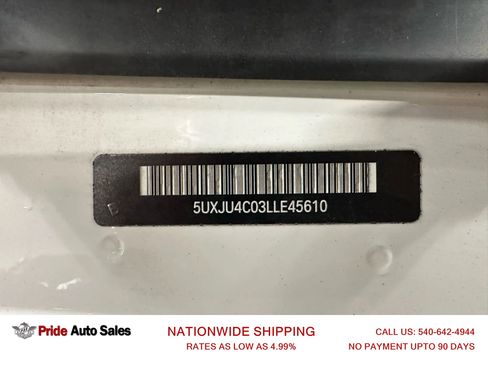 5UXJU4C03LLE45610
Pride Auto Sales
NATIONWIDE SHIPPING
RATES AS LOW AS 4.99%
CALL US: 540-642-4944
NO PAYMENT UPTO 90 DAYS